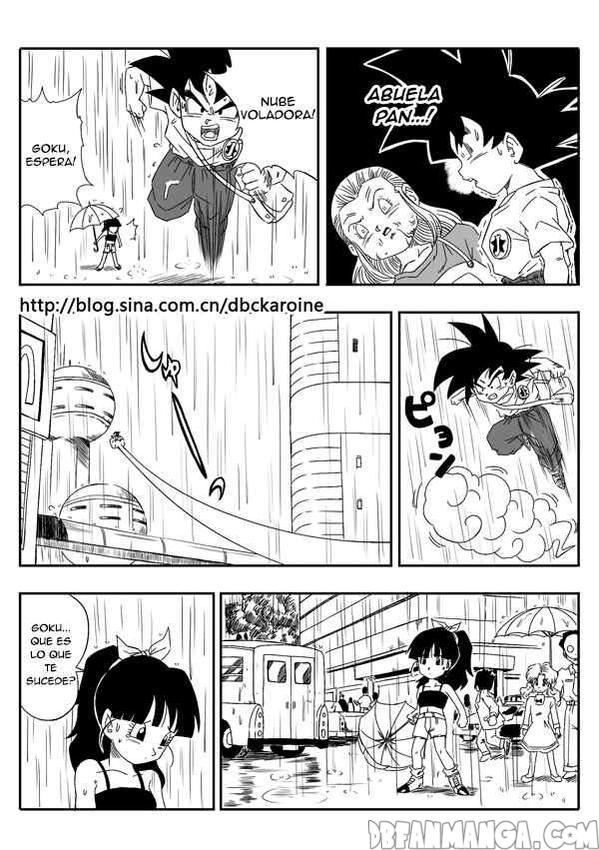 ABUELA
PAN...!
NUBE
VOLADORA!
GOKU,
ESPERA!
http://blog.sina.com.cn/dbckaroine
ピョン
GOKU...
QUE ES
LO QUE
TE
SUCEDE?
DBFANMANGA.COM